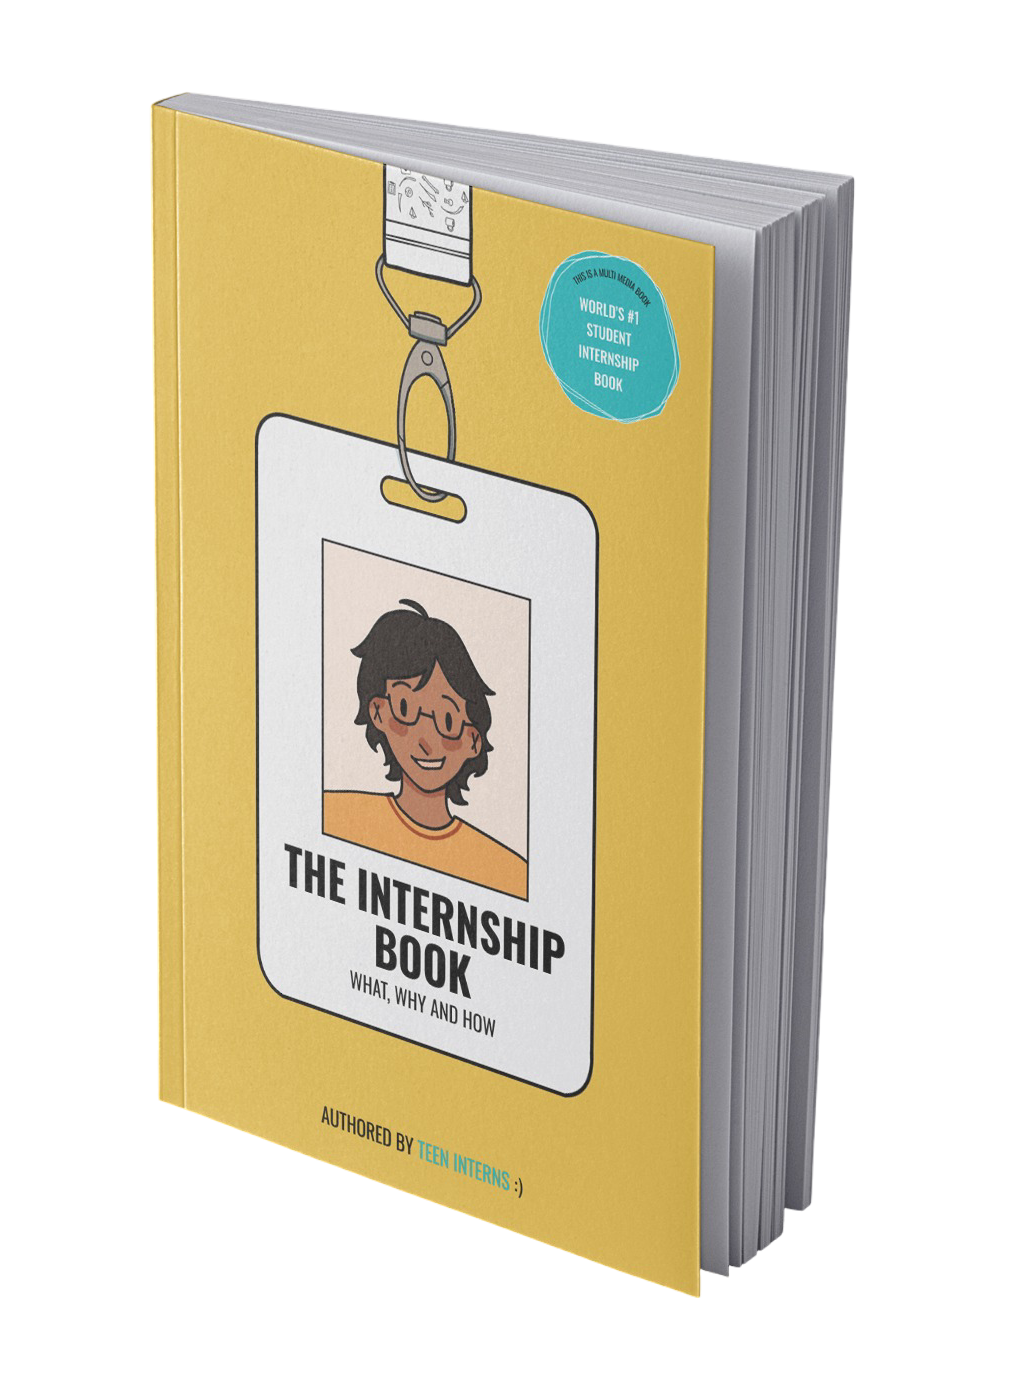 THIS IS A MULTI MEDIA BOOK
WORLD'S #1
STUDENT
INTERNSHIP
BOOK
THE INTERNSHIP
BOOK
WHAT, WHY AND HOW
AUTHORED BY TEEN INTERNS :)